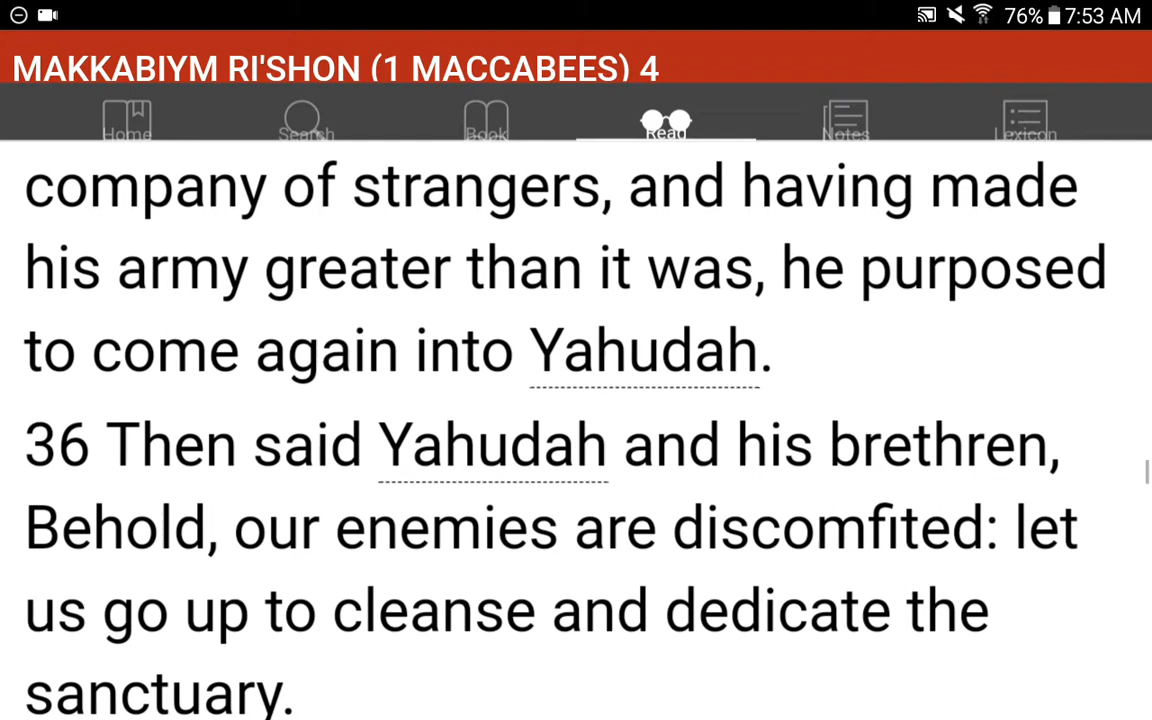 76% 7:53 AM
MAKKABIYM RI'SHON (1 MACCABEES) 4
Home Search Book Read Notes Lexicon
company of strangers, and having made
his army greater than it was, he purposed
to come again into Yahudah.
36 Then said Yahudah and his brethren,
Behold, our enemies are discomfited: let
us go up to cleanse and dedicate the
sanctuary.